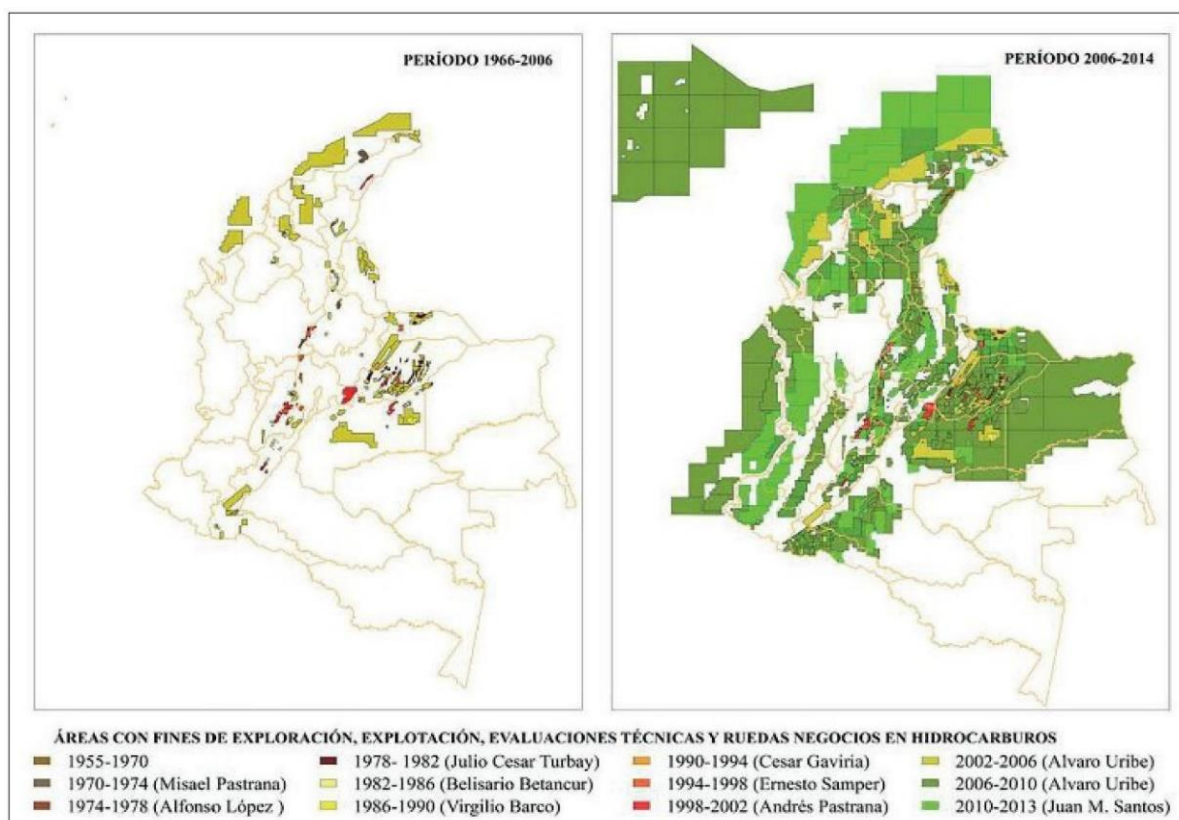 PERÍODO 1966-2006
PERÍODO 2006-2014
ÁREAS CON FINES DE EXPLORACIÓN, EXPLOTACIÓN, EVALUACIONES TÉCNICAS Y RUEDAS NEGOCIOS EN HIDROCARBUROS
1955-1970
1970-1974 (Misael Pastrana)
1974-1978 (Alfonso López )
1978- 1982 (Julio Cesar Turbay)
1982-1986 (Belisario Betancur)
1986-1990 (Virgilio Barco)
1990-1994 (Cesar Gaviria)
1994-1998 (Ernesto Samper)
1998-2002 (Andrés Pastrana)
2002-2006 (Alvaro Uribe)
2006-2010 (Alvaro Uribe)
2010-2013 (Juan M. Santos)